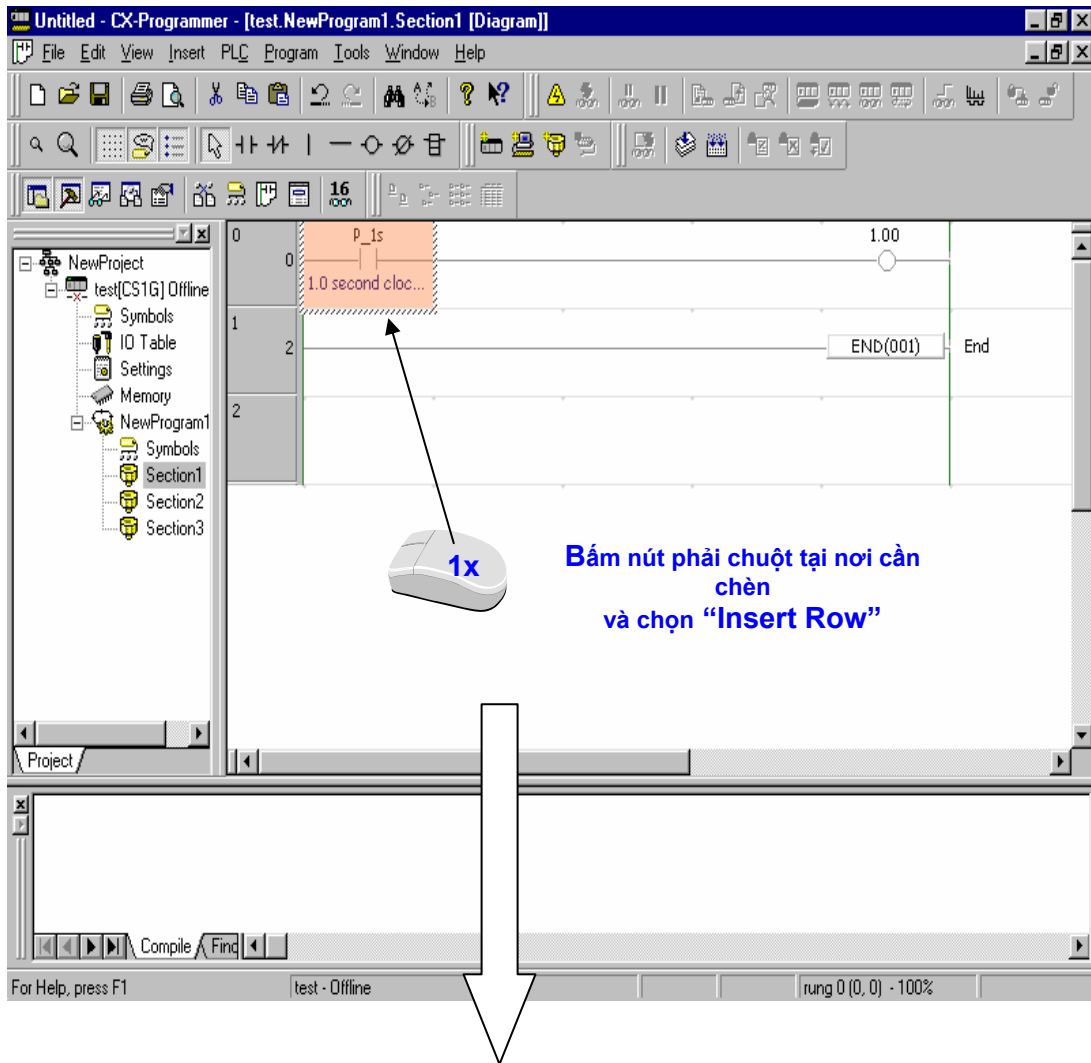 Untitled - CX-Programmer - [test.NewProgram1.Section1 [Diagram]]
File Edit View Insert PLC Program Tools Window Help
16
NewProject
test[CS1G] Offline
Symbols
IO Table
Settings
Memory
NewProgram1
Symbols
Section1
Section2
Section3
Project
0
0
P_1s
1.00
1.0 second cloc...
1
2
END(001)
End
2
1x
Bấm nút phải chuột tại nơi cần
chèn
và chọn “Insert Row”
Compile
Find
For Help, press F1
test - Offline
rung 0 (0, 0) - 100%